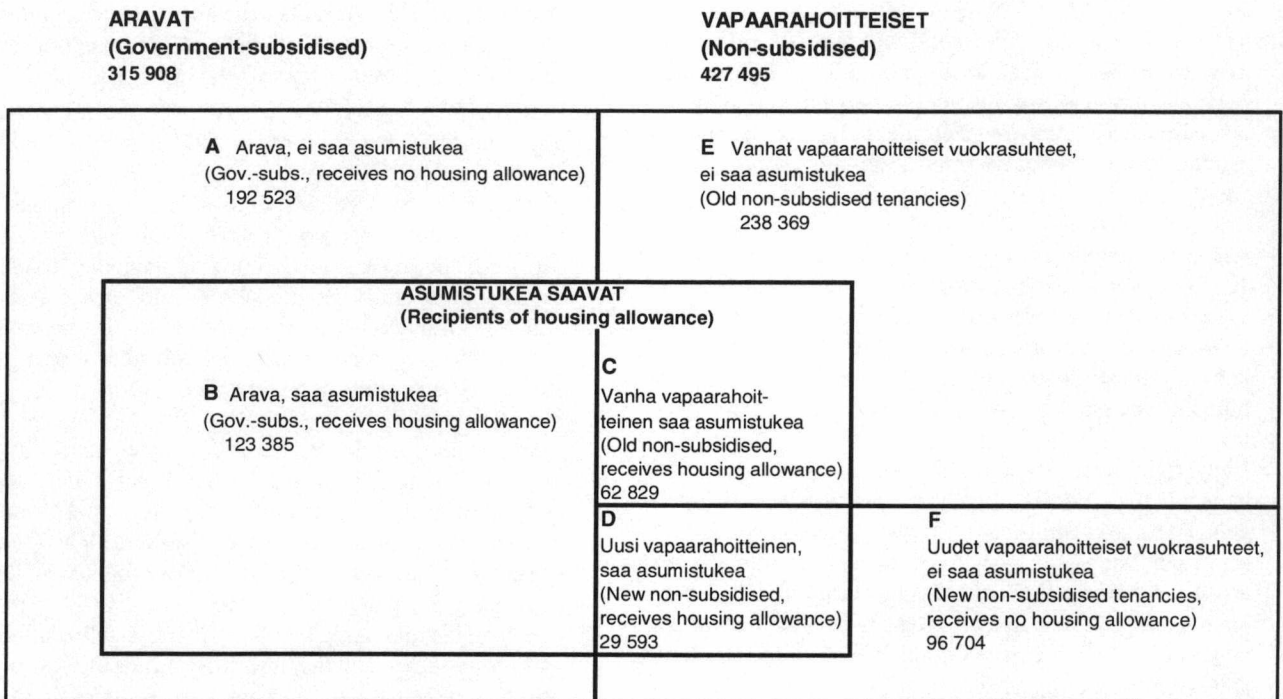 ARAVAT
(Government-subsidised)
315 908
VAPAARAHOITTEISET
(Non-subsidised)
427 495
A Arava, ei saa asumistukea
(Gov.-subs., receives no housing allowance)
192 523
E Vanhat vapaarahoitteiset vuokrasuhteet,
ei saa asumistukea
(Old non-subsidised tenancies)
238 369
ASUMISTUKEA SAAVAT
(Recipients of housing allowance)
B Arava, saa asumistukea
(Gov.-subs., receives housing allowance)
123 385
C
Vanha vapaarahoit-
teinen saa asumistukea
(Old non-subsidised,
receives housing allowance)
62 829
D
Uusi vapaarahoitteinen,
saa asumistukea
(New non-subsidised,
receives housing allowance)
29 593
F
Uudet vapaarahoitteiset vuokrasuhteet,
ei saa asumistukea
(New non-subsidised tenancies,
receives no housing allowance)
96 704